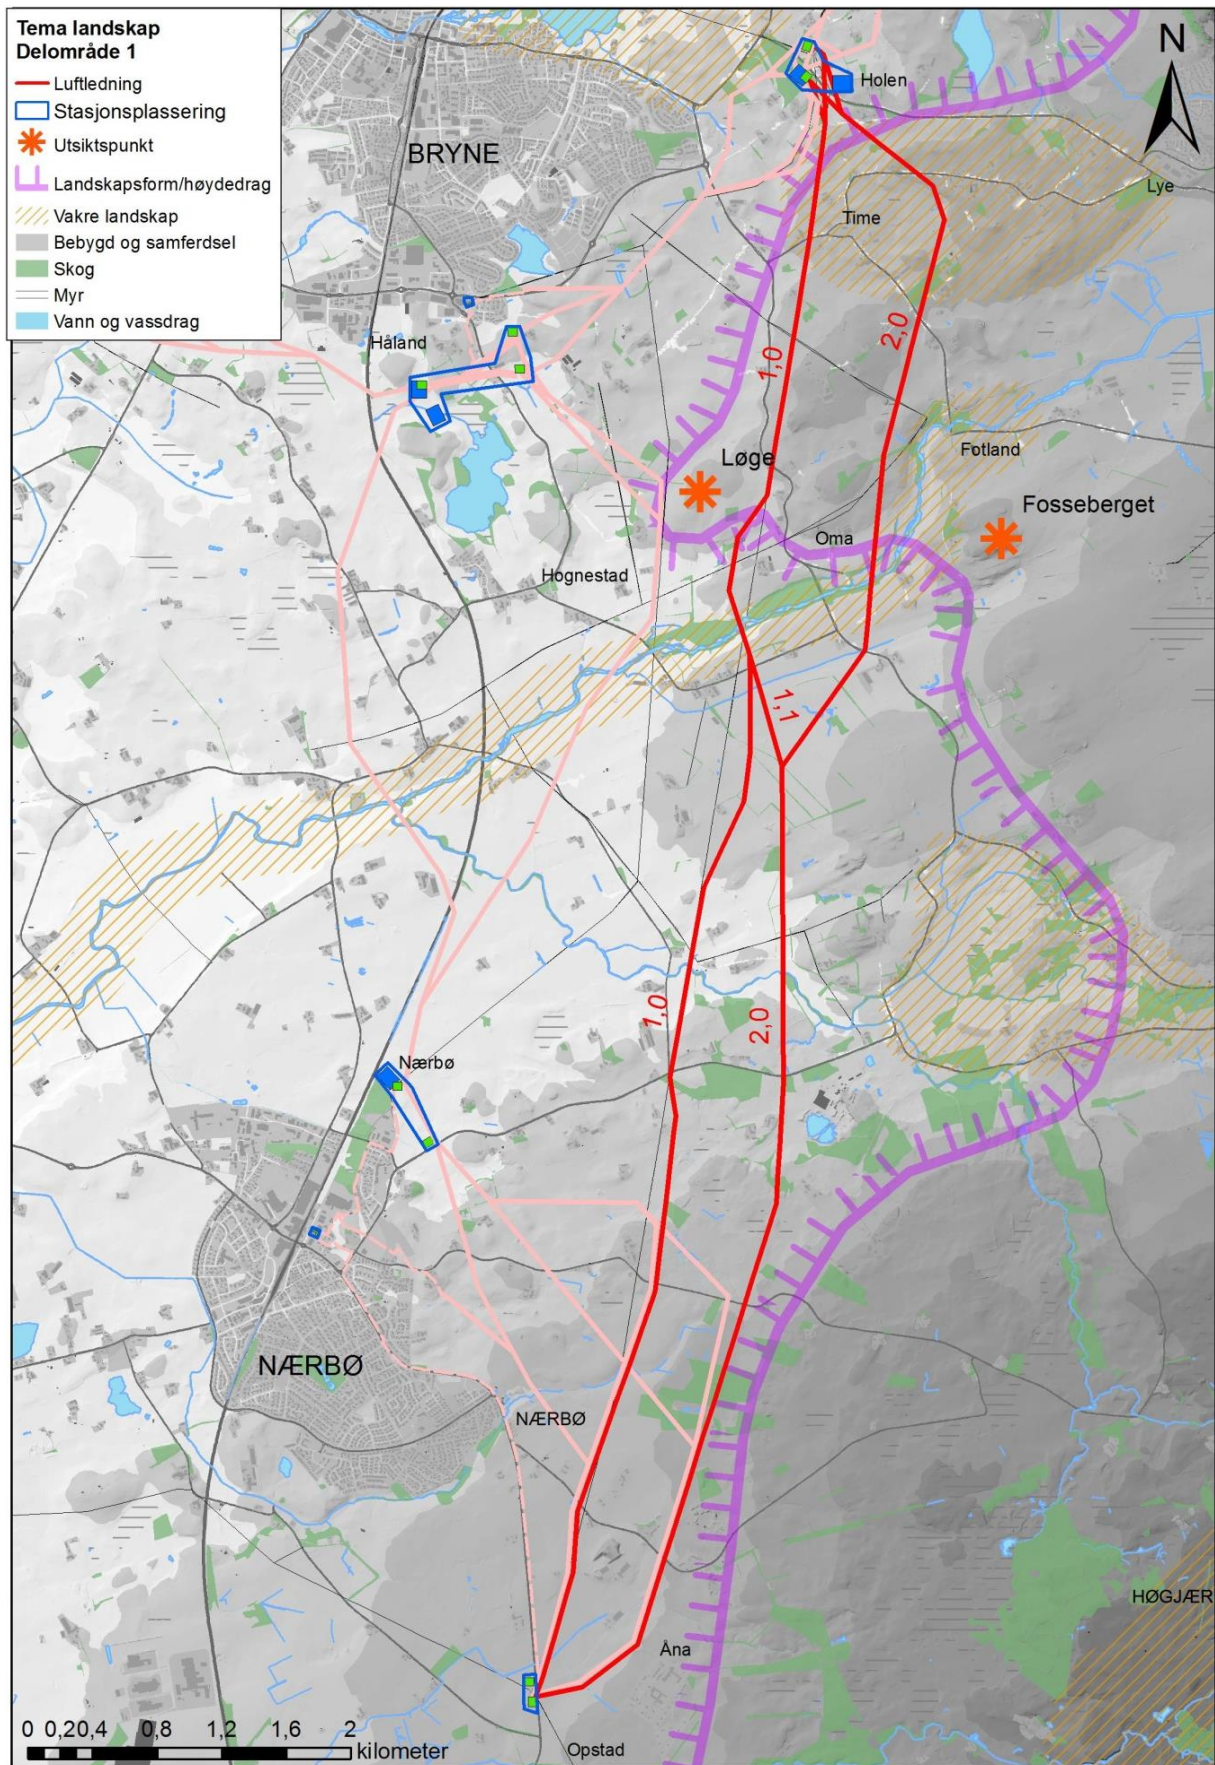 Tema landskap
Delområde 1
Luftledning
Stasjonsplassering
Utsiktspunkt
Landskapsform/høydedrag
Vakre landskap
Bebygd og samferdsel
Skog
Myr
Vann og vassdrag
N
Holen
BRYNE
Lye
Time
1,0
2,0
Håland
Løge
Fotland
Fosseberget
Oma
Hognestad
1,1
1,0
2,0
Nærbø
NÆRBØ
NÆRBØ
HØGJÆR
Åna
Opstad
0 0,20,4 0,8 1,2 1,6 2
kilometer